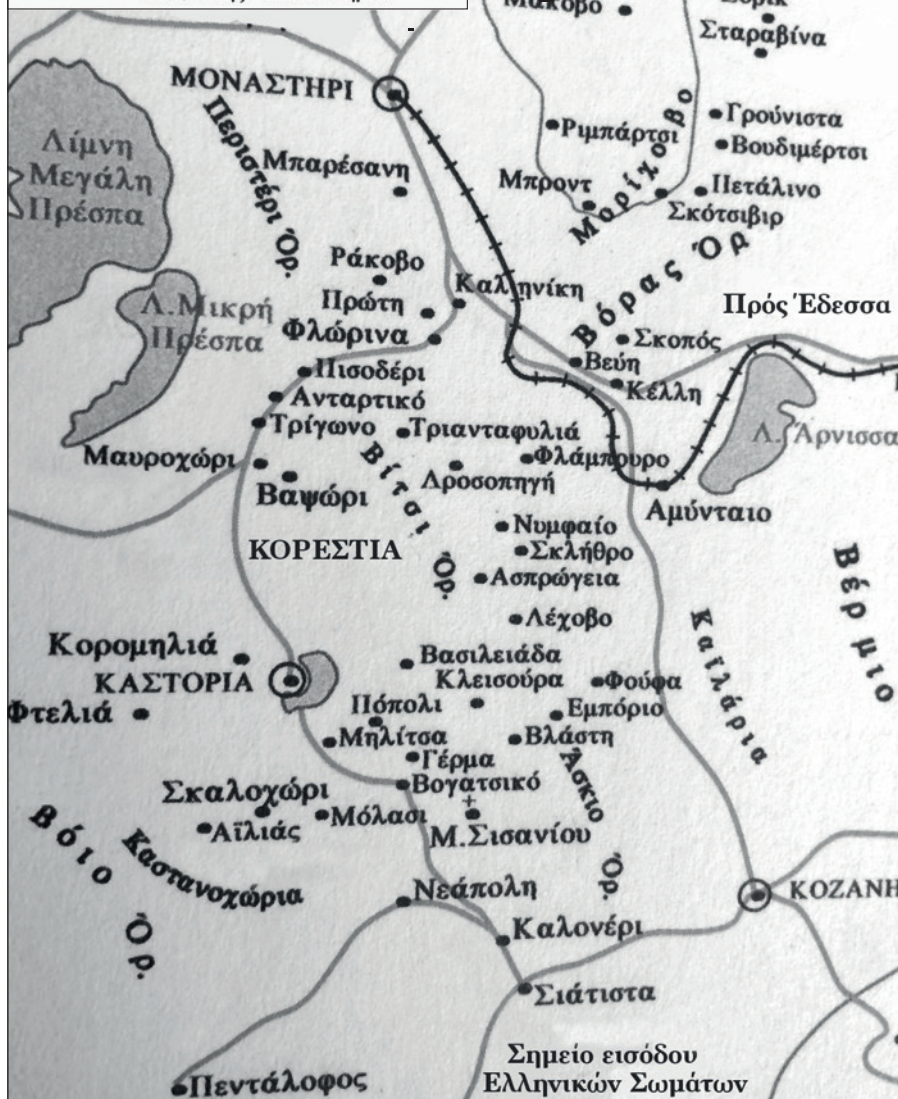 Μάκοβο
Σταραβίνα
ΜΟΝΑΣΤΗΡΙ
Γρούνιστα
Ριμπάρτσι
Βουδιμέρτσι
Λίμνη
Μεγάλη
Πρέσπα
Περιστέρι Όρ.
Μπαρέσανη
Μορίχοβο
Μπροντ
Πετάλινο
Σκότσιβιρ
Ράκοβο
Καληνίκη
Βόρας Όρ
Πρός Έδεσσα
Λ.Μικρή
Πρέσπα
Πρώτη
Φλώρινα
Σκοπός
Βεύη
Κέλλη
Πισοδέρι
Ανταρτικό
Τρίγωνο
Τριανταφυλιά
Λ. Άρνισσα
Μαυροχώρι
Βαψώρι
Βίτσι Όρ.
Φλάμπουρο
Δροσοπηγή
Αμύνταιο
Νυμφαίο
ΚΟΡΕΣΤΙΑ
Σκλήθρο
Ασπρώγεια
Βέρμιο
Λέχοβο
Καϊλάρια
Κορομηλιά
ΚΑΣΤΟΡΙΑ
Βασιλειάδα
Κλεισούρα
Φούφα
Φτελιά
Πόπολι
Εμπόριο
Μηλίτσα
Βλάστη
Γέρμα
Άσκιο Όρ.
Βογατσικό
Σκαλοχώρι
Μόλασι
Αϊλιάς
Μ.Σισανίου
Βόιο Όρ.
Καστανοχώρια
Νεάπολη
ΚΟΖΑΝΗ
Καλονέρι
Σιάτιστα
Σημείο εισόδου
Ελληνικών Σωμάτων
Πεντάλοφος